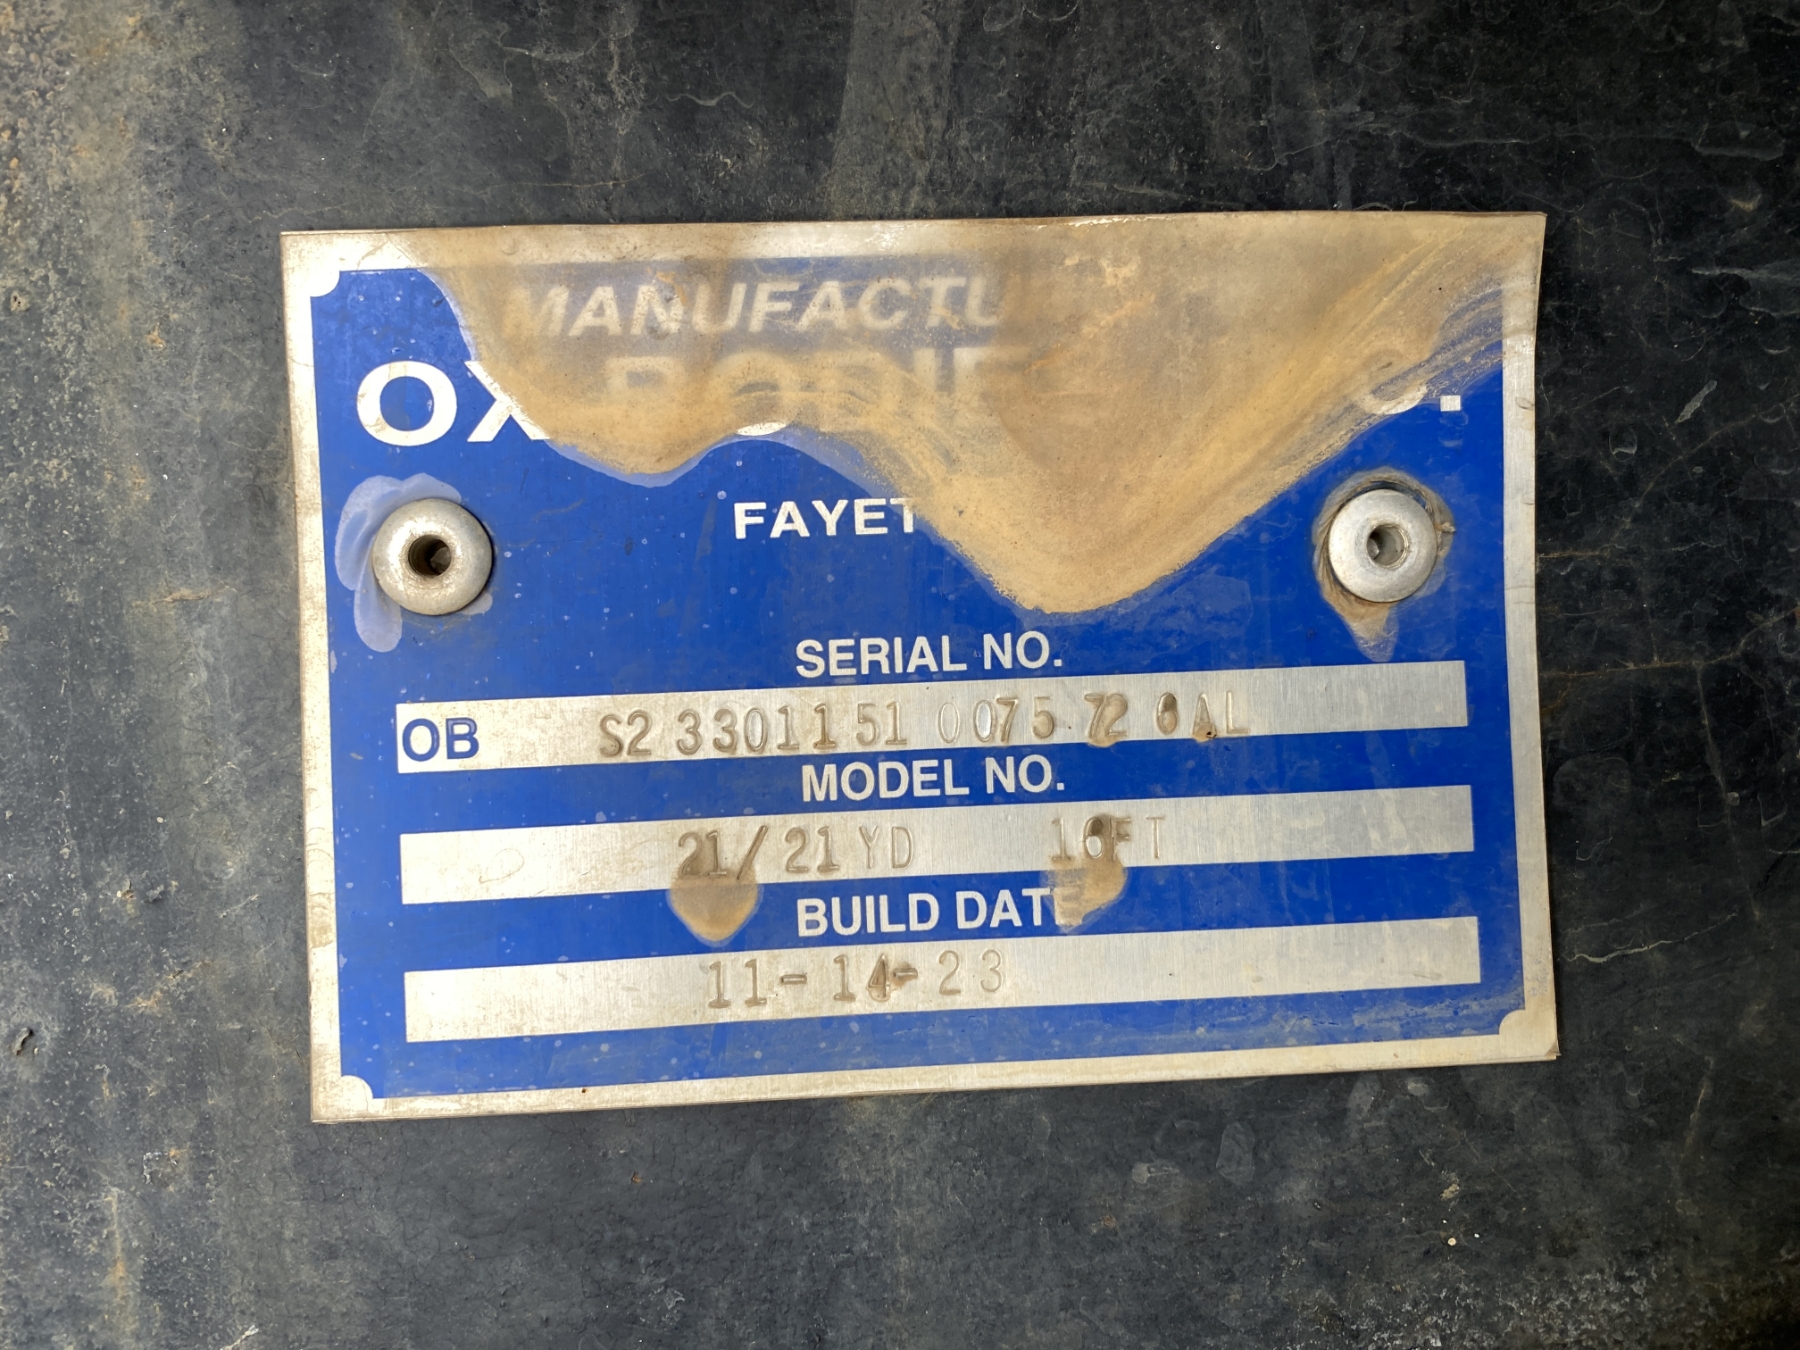 MANUFACTU
OX BODIE
FAYET
SERIAL NO.
OB S2 3301151 0075 72 6AL
MODEL NO.
21/21 YD 16FT
BUILD DATE
11-14-23